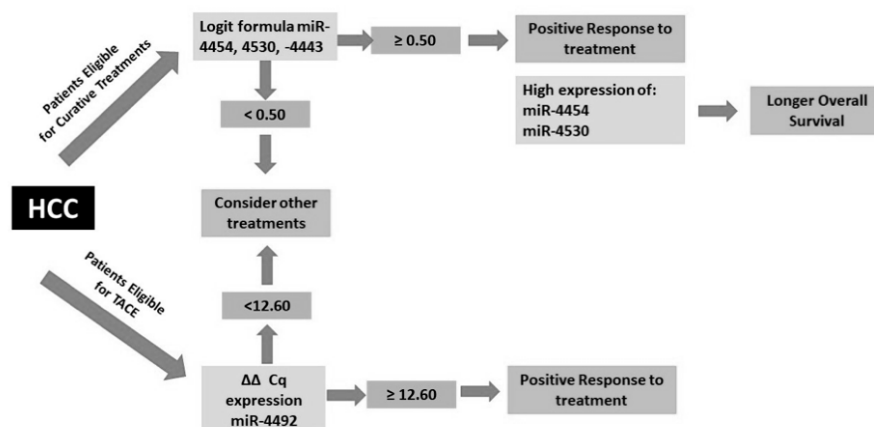 Patients Eligible
for Curative Treatments
Logit formula miR-
4454, 4530, -4443
≥ 0.50
Positive Response to
treatment
< 0.50
High expression of:
miR-4454
miR-4530
Longer Overall
Survival
HCC
Consider other
treatments
Patients Eligible
for TACE
<12.60
ΔΔ Cq
expression
miR-4492
≥ 12.60
Positive Response to
treatment